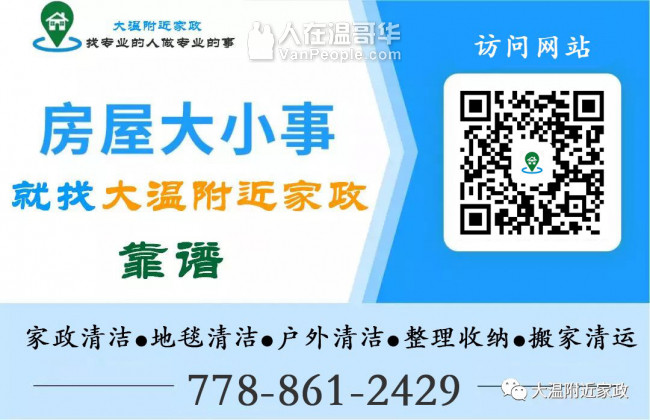 大温附近家政
找专业的人做专业的事
人在温哥华
VanPeople.com
访问网站
房屋大小事
就找大温附近家政
靠谱
家政清洁●地毯清洁●户外清洁●整理收纳●搬家清运
778-861-2429
大温附近家政